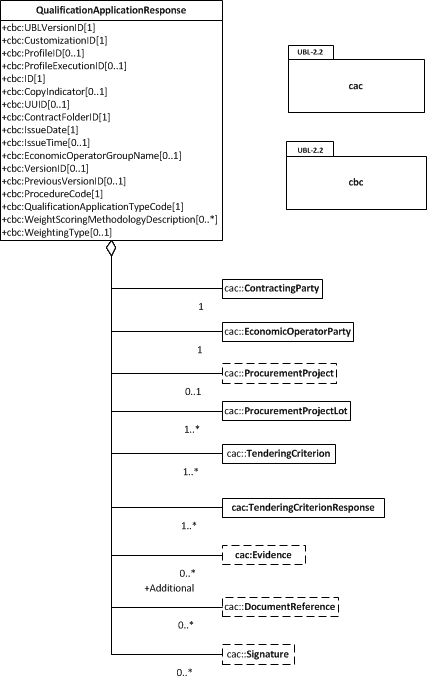 QualificationApplicationResponse
+cbc:UBLVersionID[1]
+cbc:CustomizationID[1]
+cbc:ProfileID[0..1]
+cbc:ProfileExecutionID[0..1]
+cbc:ID[1]
+cbc:CopyIndicator[0..1]
+cbc:UUID[0..1]
+cbc:ContractFolderID[1]
+cbc:IssueDate[1]
+cbc:IssueTime[0..1]
+cbc:EconomicOperatorGroupName[0..1]
+cbc:VersionID[0..1]
+cbc:PreviousVersionID[0..1]
+cbc:ProcedureCode[1]
+cbc:QualificationApplicationTypeCode[1]
+cbc:WeightScoringMethodologyDescription[0..*]
+cbc:WeightingType[0..1]
UBL-2.2
cac
UBL-2.2
cbc
cac::ContractingParty
1
cac::EconomicOperatorParty
1
cac::ProcurementProject
0..1
cac::ProcurementProjectLot
1..*
cac::TenderingCriterion
1..*
cac:TenderingCriterionResponse
1..*
cac:Evidence
0..*
+Additional
cac::DocumentReference
0..*
cac::Signature
0..*